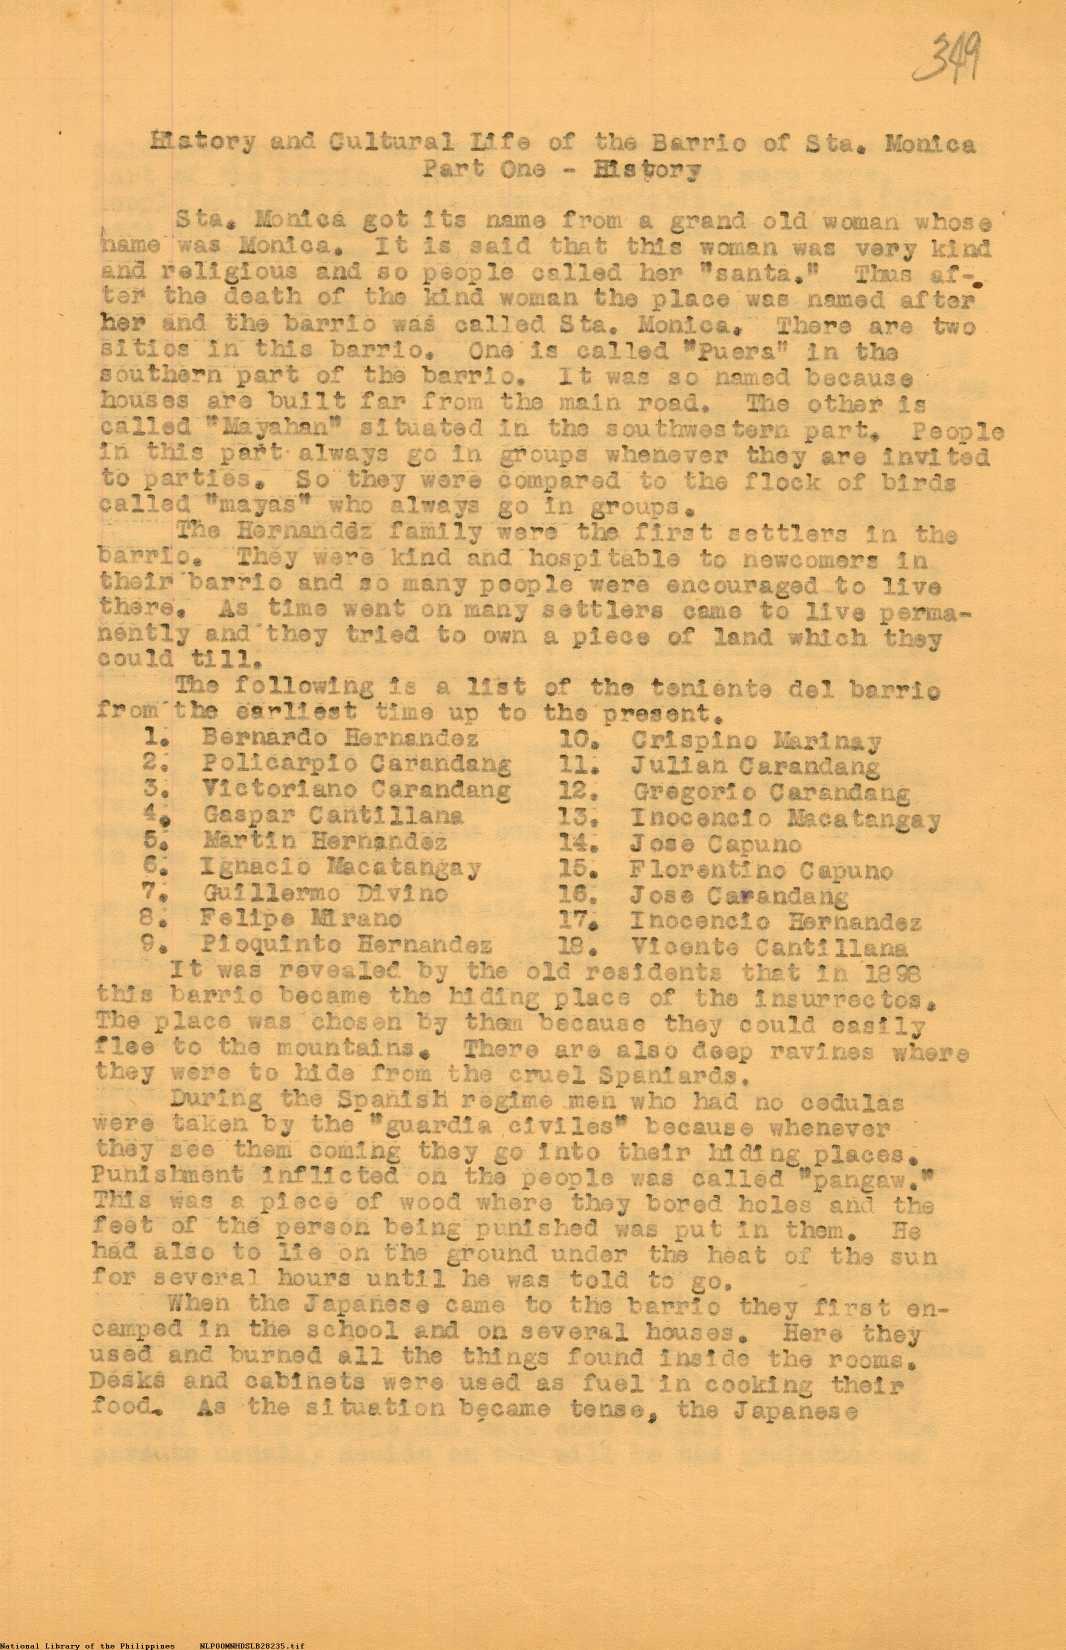 349
History and Cultural Life of the Barrio of Sta. Monica
Part One - History
Sta. Monica got its name from a grand old woman whose
name was Monica. It is said that this woman was very kind
and religious and so people called her "santa." Thus af-
ter the death of the kind woman the place was named after
her and the barrio was called Sta. Monica. There are two
sitios in this barrio. One is called "Puera" in the
southern part of the barrio. It was so named because
houses are built far from the main road. The other is
called "Mayahan" situated in the southwestern part. People
in this part always go in groups whenever they are invited
to parties. So they were compared to the flock of birds
called "mayas" who always go in groups.
The Hernandez family were the first settlers in the
barrio. They were kind and hospitable to newcomers in
their barrio and so many people were encouraged to live
there. As time went on many settlers came to live perma-
nently and they tried to own a piece of land which they
could till.
The following is a list of the teniente del barrio
from the earliest time up to the present.
1. Bernardo Hernandez 10. Crispino Marinay
2. Policarpio Carandang 11. Julian Carandang
3. Victoriano Carandang 12. Gregorio Carandang
4. Gaspar Cantillana 13. Inocencio Macatangay
5. Martin Hernandez 14. Jose Capuno
6. Ignacio Macatangay 15. Florentino Capuno
7. Guillermo Divino 16. Jose Carandang
8. Felipe Mirano 17. Inocencio Hernandez
9. Pioquinto Hernandez 18. Vicente Cantillana
It was revealed by the old residents that in 1898
this barrio became the hiding place of the insurrectos.
The place was chosen by them because they could easily
flee to the mountains. There are also deep ravines where
they were to hide from the cruel Spaniards.
During the Spanish regime men who had no cedulas
were taken by the "guardia civiles" because whenever
they see them coming they go into their hiding places.
Punishment inflicted on the people was called "pangaw."
This was a piece of wood where they bored holes and the
feet of the person being punished was put in them. He
had also to lie on the ground under the heat of the sun
for several hours until he was told to go.
When the Japanese came to the barrio they first en-
camped in the school and on several houses. Here they
used and burned all the things found inside the rooms.
Desks and cabinets were used as fuel in cooking their
food. As the situation became tense, the Japanese
National Library of the Philippines NLPOOMNHDSLB28235.tif